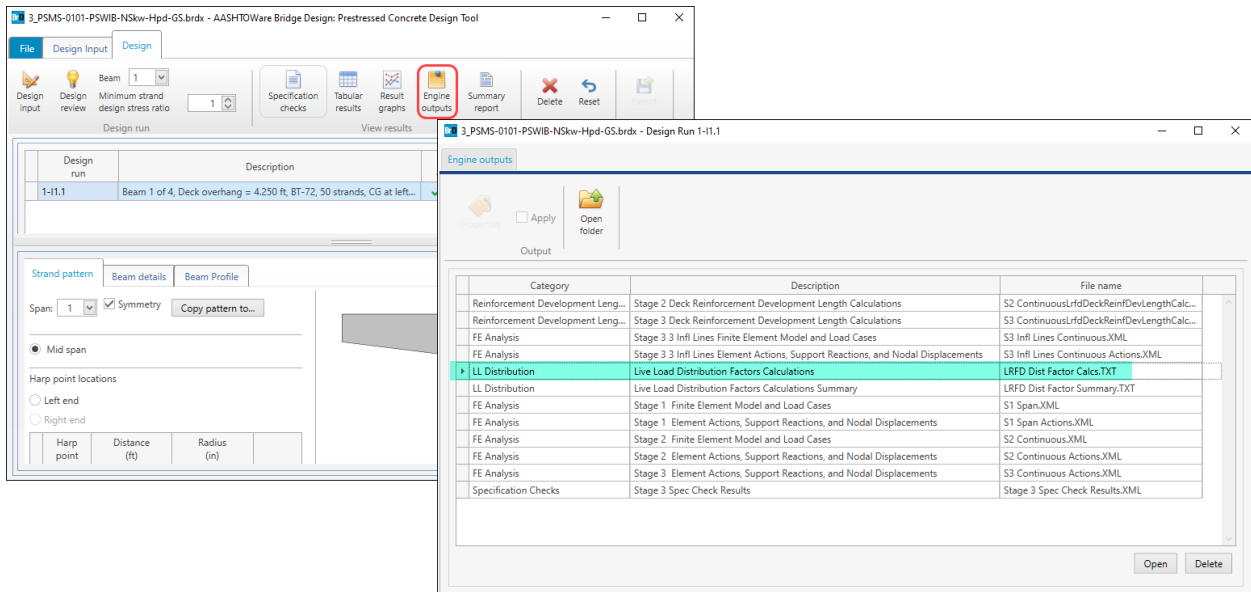 3_PSMS-0101-PSWIB-NSkw-Hpd-GS.brdx - AASHTOWare Bridge Design: Prestressed Concrete Design Tool
File Design Input Design
Design input
Design review
Beam 1
Minimum strand design stress ratio 1
Specification checks
Tabular results
Result graphs
Engine outputs
Summary report
Delete
Reset
Design run
View results
Design run Description
1-I1.1 Beam 1 of 4, Deck overhang = 4.250 ft, BT-72, 50 strands, CG at left...
Strand pattern Beam details Beam Profile
Span: 1 Symmetry Copy pattern to...
Mid span
Harp point locations
Left end
Right end
Harp point Distance (ft) Radius (in)
3_PSMS-0101-PSWIB-NSkw-Hpd-GS.brdx - Design Run 1-I1.1
Engine outputs
Apply
Open folder
Output
Category Description File name
Reinforcement Development Leng... Stage 2 Deck Reinforcement Development Length Calculations S2 ContinuousLrfdDeckReinfDevLengthCalc...
Reinforcement Development Leng... Stage 3 Deck Reinforcement Development Length Calculations S3 ContinuousLrfdDeckReinfDevLengthCalc...
FE Analysis Stage 3 3 Infl Lines Finite Element Model and Load Cases S3 Infl Lines Continuous.XML
FE Analysis Stage 3 3 Infl Lines Element Actions, Support Reactions, and Nodal Displacements S3 Infl Lines Continuous Actions.XML
LL Distribution Live Load Distribution Factors Calculations LRFD Dist Factor Calcs.TXT
LL Distribution Live Load Distribution Factors Calculations Summary LRFD Dist Factor Summary.TXT
FE Analysis Stage 1 Finite Element Model and Load Cases S1 Span.XML
FE Analysis Stage 1 Element Actions, Support Reactions, and Nodal Displacements S1 Span Actions.XML
FE Analysis Stage 2 Finite Element Model and Load Cases S2 Continuous.XML
FE Analysis Stage 2 Element Actions, Support Reactions, and Nodal Displacements S2 Continuous Actions.XML
FE Analysis Stage 3 Element Actions, Support Reactions, and Nodal Displacements S3 Continuous Actions.XML
Specification Checks Stage 3 Spec Check Results Stage 3 Spec Check Results.XML
Open Delete